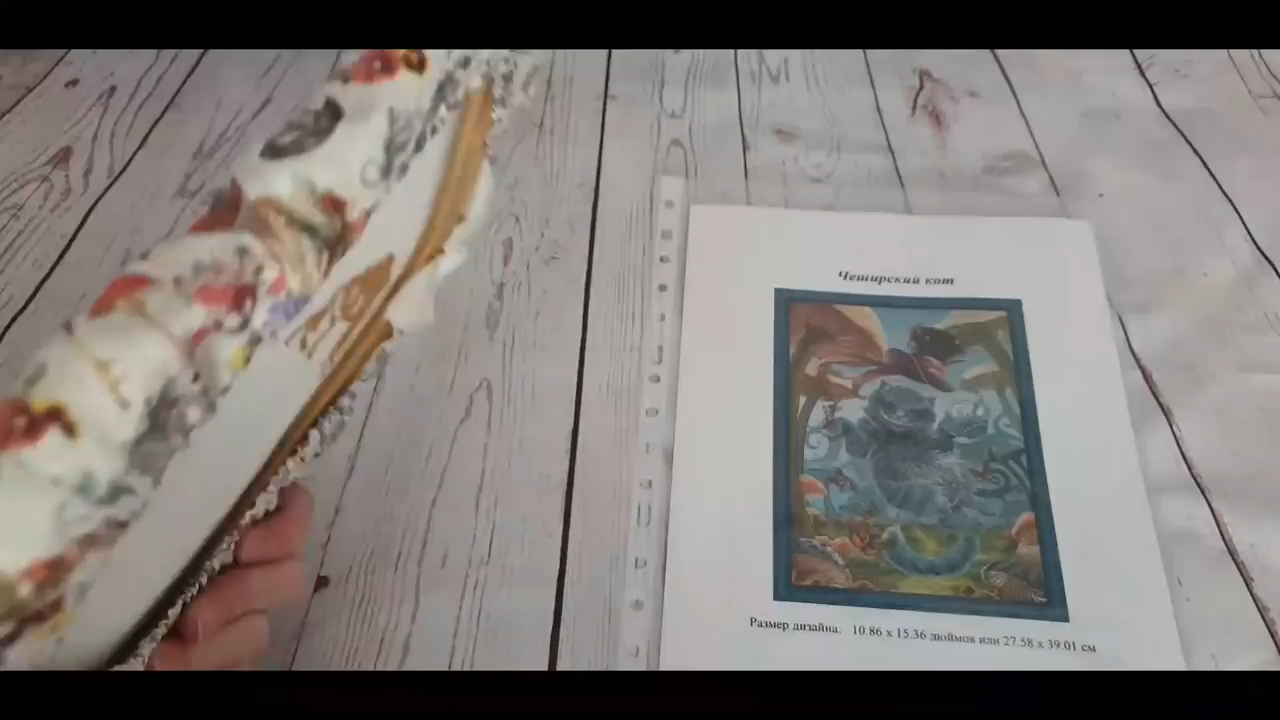 Чеширский кот
Размер дизайна: 10.86 x 15.36 дюймов или 27.58 x 39.01 см